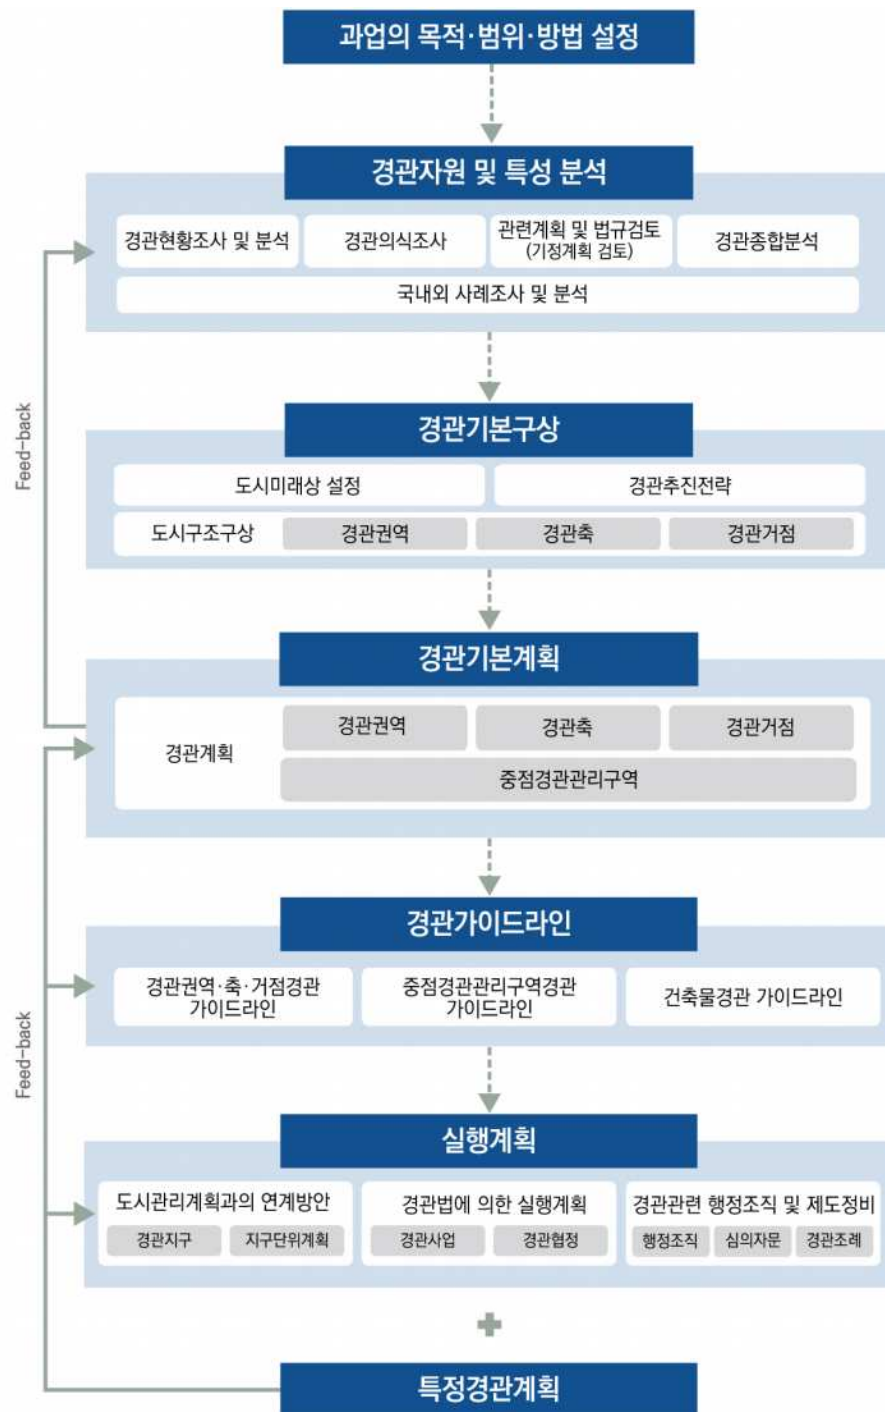 과업의 목적·범위·방법 설정
경관자원 및 특성 분석
경관현황조사 및 분석
경관의식조사
관련계획 및 법규검토
(기정계획 검토)
경관종합분석
국내외 사례조사 및 분석
Feed-back
경관기본구상
도시미래상 설정
경관추진전략
도시구조구상
경관권역
경관축
경관거점
경관기본계획
경관계획
경관권역
경관축
경관거점
중점경관관리구역
경관가이드라인
경관권역·축·거점경관
가이드라인
중점경관관리구역경관
가이드라인
건축물경관 가이드라인
Feed-back
실행계획
도시관리계획과의 연계방안
경관지구
지구단위계획
경관법에 의한 실행계획
경관사업
경관협정
경관관련 행정조직 및 제도정비
행정조직
심의자문
경관조례
특정경관계획